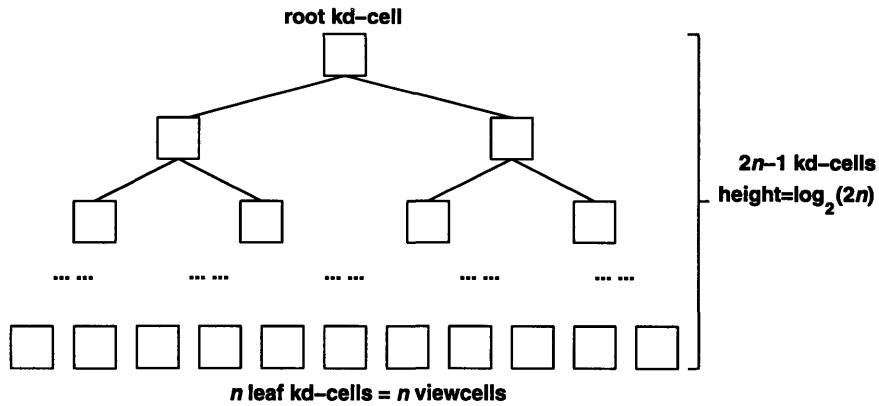 root kd–cell
2n–1 kd–cells
height=log₂(2n)
... ... ... ... ... ... ... ... ... ...
n leaf kd–cells = n viewcells